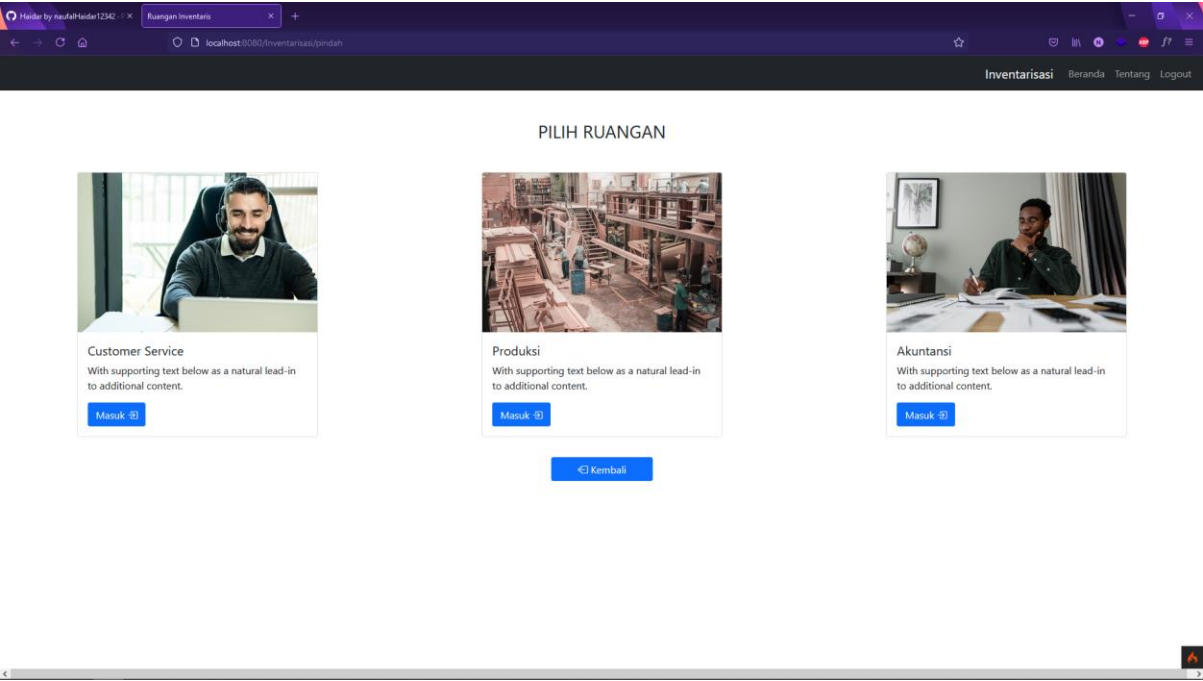 Haidar by naufalHaidar12342
Ruangan Inventaris
localhost:8080/Inventarisasi/pindah
Inventarisasi Beranda Tentang Logout
PILIH RUANGAN
Customer Service
With supporting text below as a natural lead-in
to additional content.
Masuk
Produksi
With supporting text below as a natural lead-in
to additional content.
Masuk
Akuntansi
With supporting text below as a natural lead-in
to additional content.
Masuk
Kembali